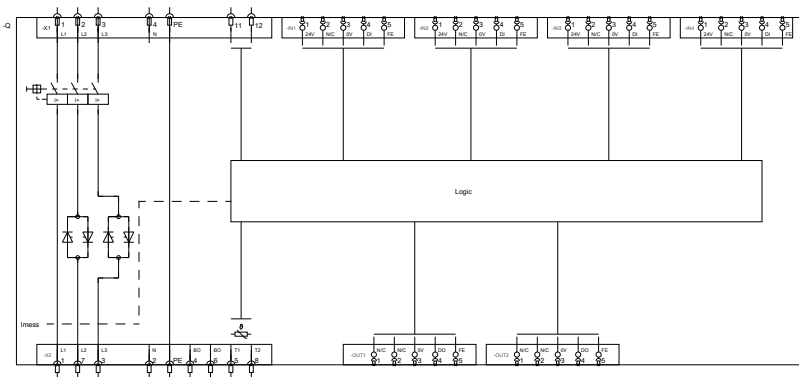 -Q
-X1 1 2 3 4 PE 11 12
L1 L2 L3 N
-IN1 1 2 3 4 5
24V N/C 0V DI FE
-IN2 1 2 3 4 5
24V N/C 0V DI FE
-IN3 1 2 3 4 5
24V N/C 0V DI FE
-IN4 1 2 3 4 5
24V N/C 0V DI FE
I> I> I>
Logic
Imess
ϑ
L1 L2 L3 N BO BO T1 T2
-X2 1 7 3 2 PE 4 6 5 8
N/C N/C 0V DO FE
-OUT1 1 2 3 4 5
N/C N/C 0V DO FE
-OUT2 1 2 3 4 5